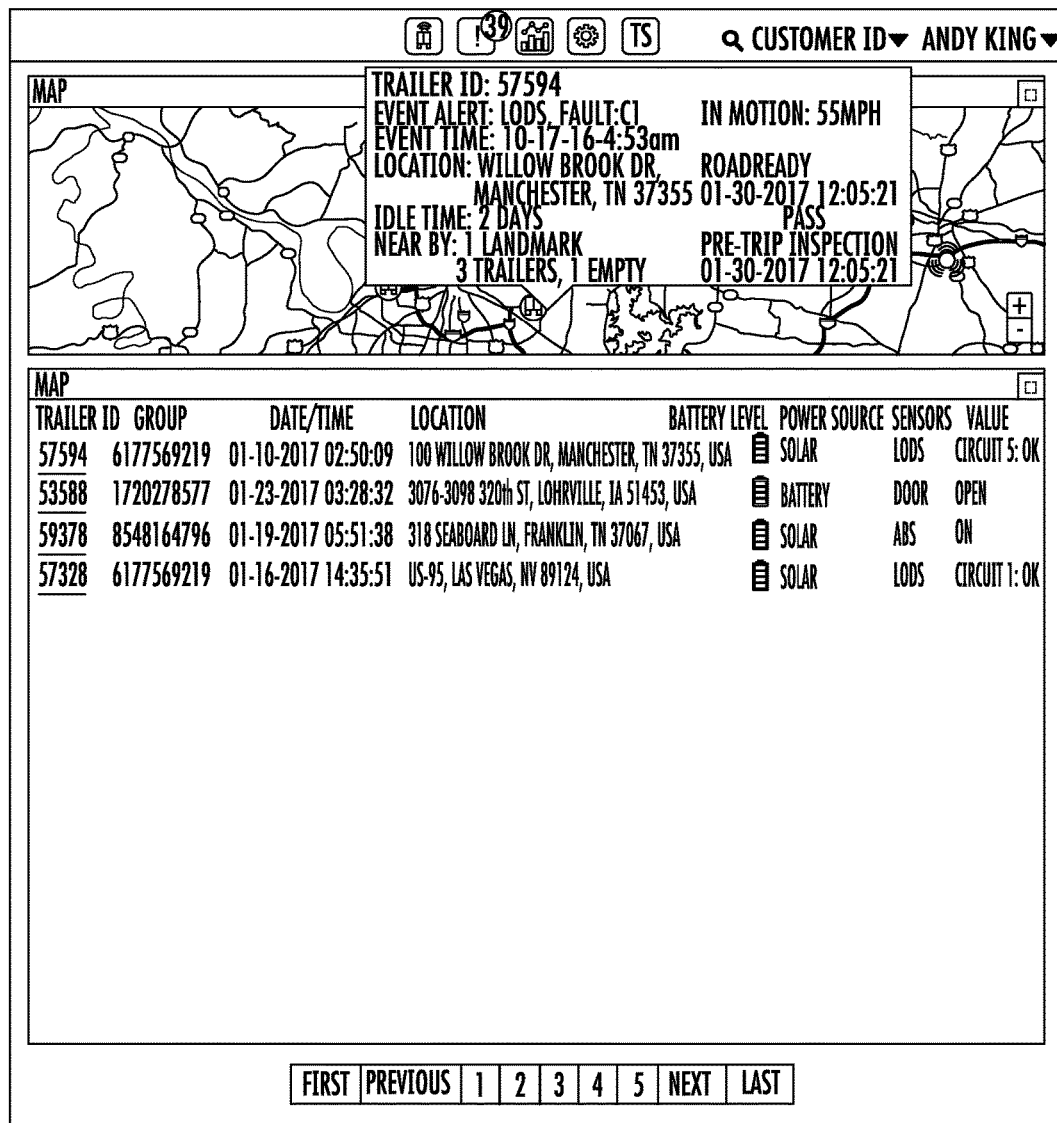 ! 39 TS CUSTOMER ID ANDY KING
MAP
TRAILER ID: 57594
EVENT ALERT: LODS, FAULT:C1 IN MOTION: 55MPH
EVENT TIME: 10-17-16-4:53am
LOCATION: WILLOW BROOK DR, ROADREADY
MANCHESTER, TN 37355 01-30-2017 12:05:21
IDLE TIME: 2 DAYS PASS
NEAR BY: 1 LANDMARK PRE-TRIP INSPECTION
3 TRAILERS, 1 EMPTY 01-30-2017 12:05:21
+
-
MAP
TRAILER ID GROUP DATE/TIME LOCATION BATTERY LEVEL POWER SOURCE SENSORS VALUE
57594 6177569219 01-10-2017 02:50:09 100 WILLOW BROOK DR, MANCHESTER, TN 37355, USA SOLAR LODS CIRCUIT 5: OK
53588 1720278577 01-23-2017 03:28:32 3076-3098 320th ST, LOHRVILLE, IA 51453, USA BATTERY DOOR OPEN
59378 8548164796 01-19-2017 05:51:38 318 SEABOARD LN, FRANKLIN, TN 37067, USA SOLAR ABS ON
57328 6177569219 01-16-2017 14:35:51 US-95, LAS VEGAS, NV 89124, USA SOLAR LODS CIRCUIT 1: OK
FIRST PREVIOUS 1 2 3 4 5 NEXT LAST